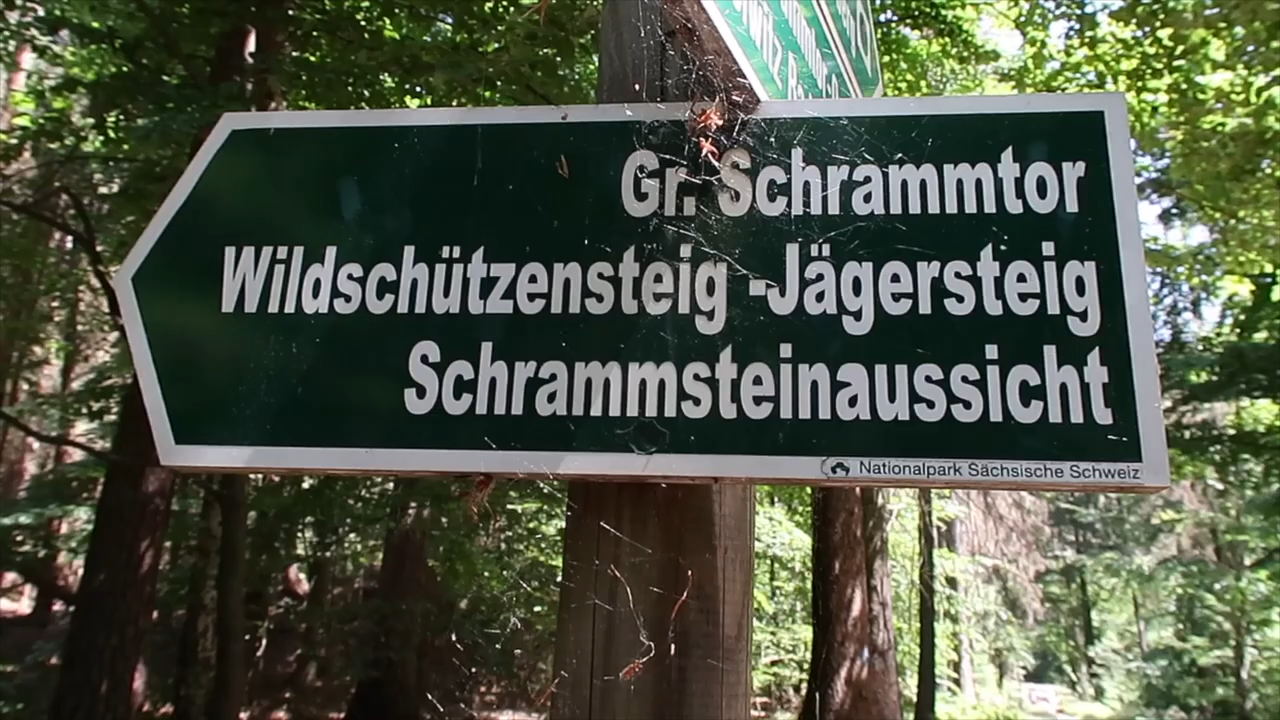 Gr. Schrammtor
Wildschützensteig -Jägersteig
Schrammsteinaussicht
Nationalpark Sächsische Schweiz